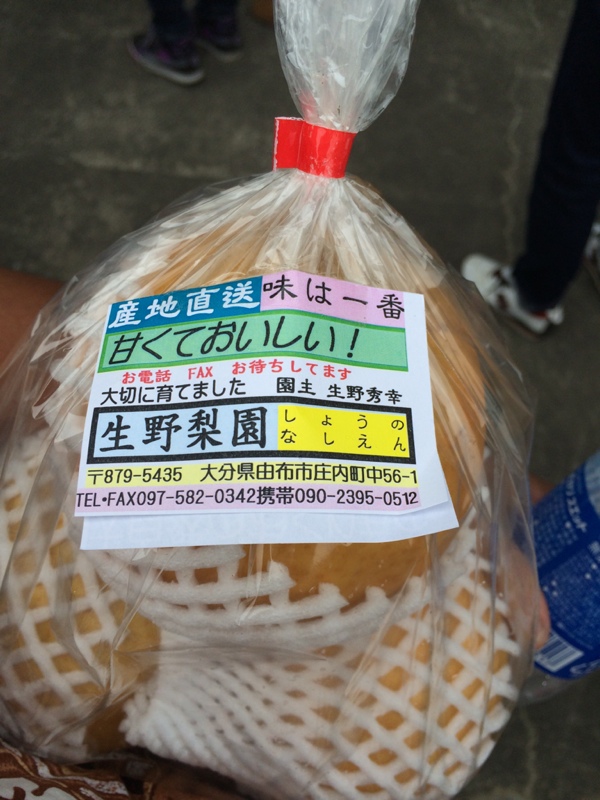 産地直送 味は一番
甘くておいしい!
お電話 FAX お待ちしてます
大切に育てました 園主 生野秀幸
生野梨園 しょうの
なしえん
〒879-5435 大分県由布市庄内町中56-1
TEL・FAX097-582-0342携帯090-2395-0512